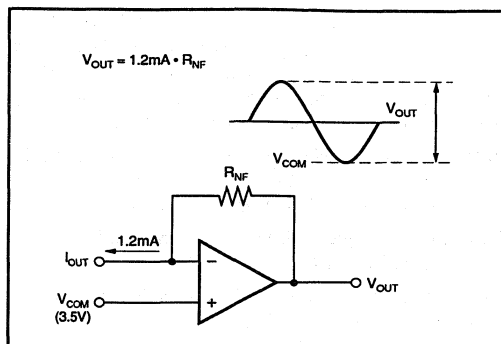 V_OUT = 1.2mA • R_NF
V_OUT
V_COM
R_NF
1.2mA
I_OUT
−
V_COM
(3.5V)
+
V_OUT